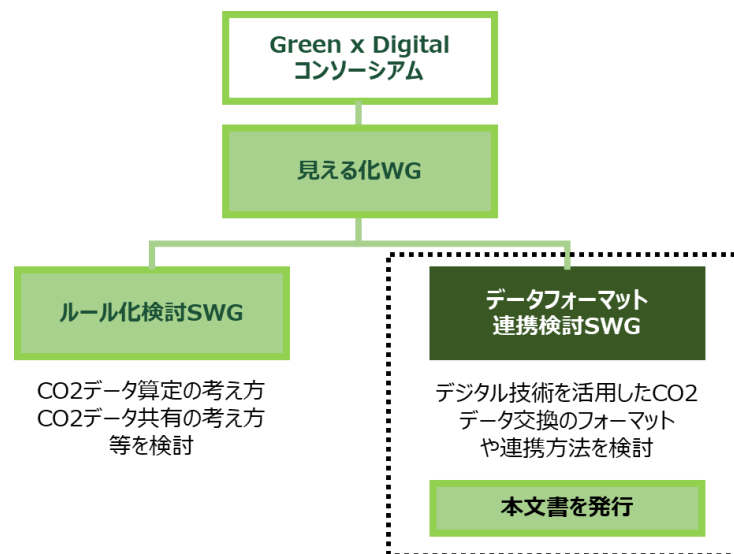 Green x Digital
コンソーシアム
見える化WG
ルール化検討SWG
CO2データ算定の考え方
CO2データ共有の考え方
等を検討
データフォーマット
連携検討SWG
デジタル技術を活用したCO2
データ交換のフォーマット
や連携方法を検討
本文書を発行